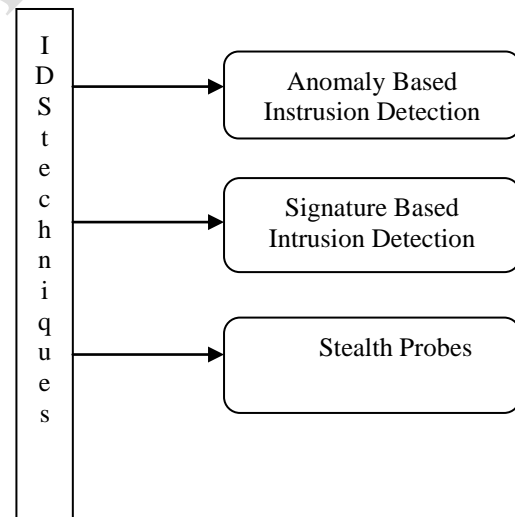 I
D
S
t
e
c
h
n
i
q
u
e
s
Anomaly Based
Instrusion Detection
Signature Based
Intrusion Detection
Stealth Probes